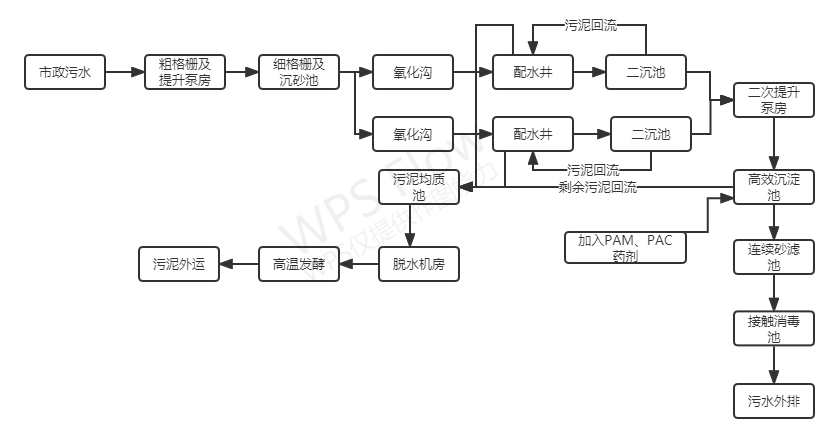 污泥回流
市政污水
粗格栅及
提升泵房
细格栅及
沉砂池
氧化沟
配水井
二沉池
二次提升
泵房
氧化沟
配水井
二沉池
污泥回流
污泥均质
池
剩余污泥回流
高效沉淀
池
加入PAM、PAC
药剂
连续砂滤
池
污泥外运
高温发酵
脱水机房
接触消毒
池
污水外排
WPS Flow